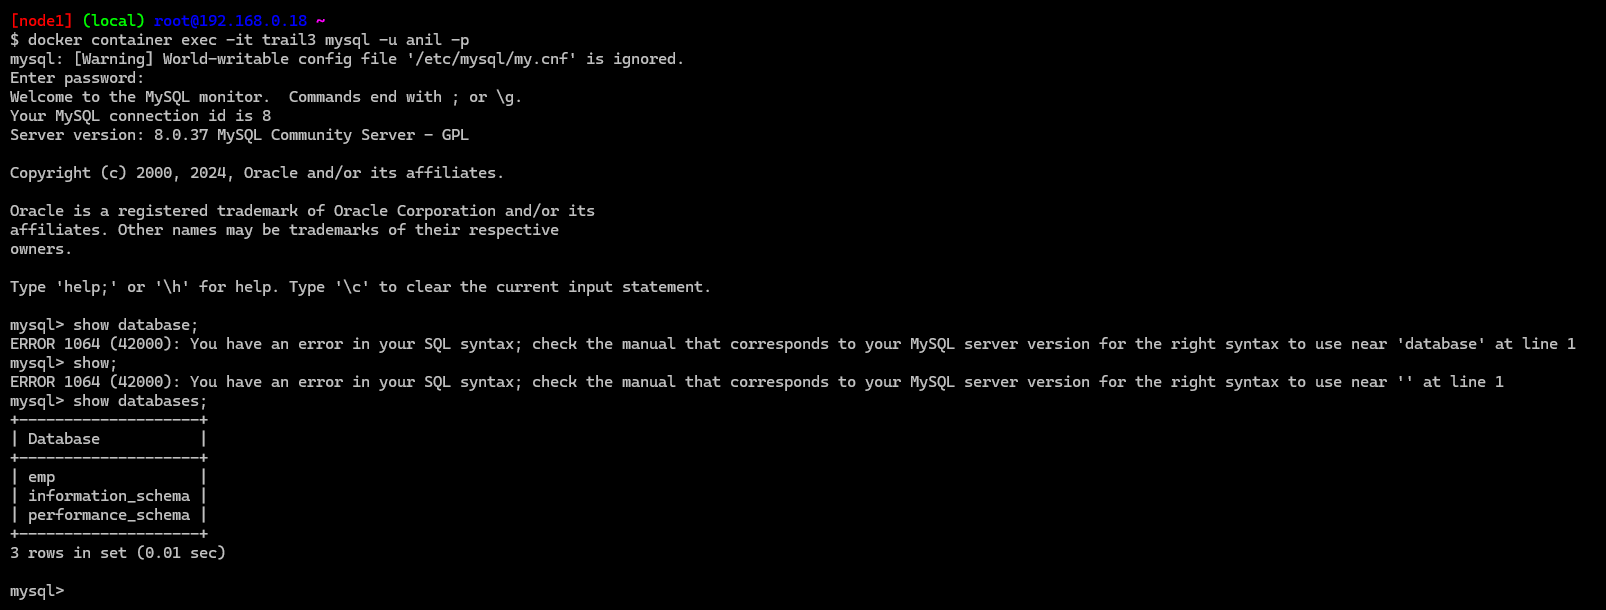 [node1] (local) root@192.168.0.18 ~
$ docker container exec -it trail3 mysql -u anil -p
mysql: [Warning] World-writable config file '/etc/mysql/my.cnf' is ignored.
Enter password:
Welcome to the MySQL monitor.  Commands end with ; or \g.
Your MySQL connection id is 8
Server version: 8.0.37 MySQL Community Server - GPL

Copyright (c) 2000, 2024, Oracle and/or its affiliates.

Oracle is a registered trademark of Oracle Corporation and/or its
affiliates. Other names may be trademarks of their respective
owners.

Type 'help;' or '\h' for help. Type '\c' to clear the current input statement.

mysql> show database;
ERROR 1064 (42000): You have an error in your SQL syntax; check the manual that corresponds to your MySQL server version for the right syntax to use near 'database' at line 1
mysql> show;
ERROR 1064 (42000): You have an error in your SQL syntax; check the manual that corresponds to your MySQL server version for the right syntax to use near '' at line 1
mysql> show databases;
+--------------------+
| Database           |
+--------------------+
| emp                |
| information_schema |
| performance_schema |
+--------------------+
3 rows in set (0.01 sec)

mysql>